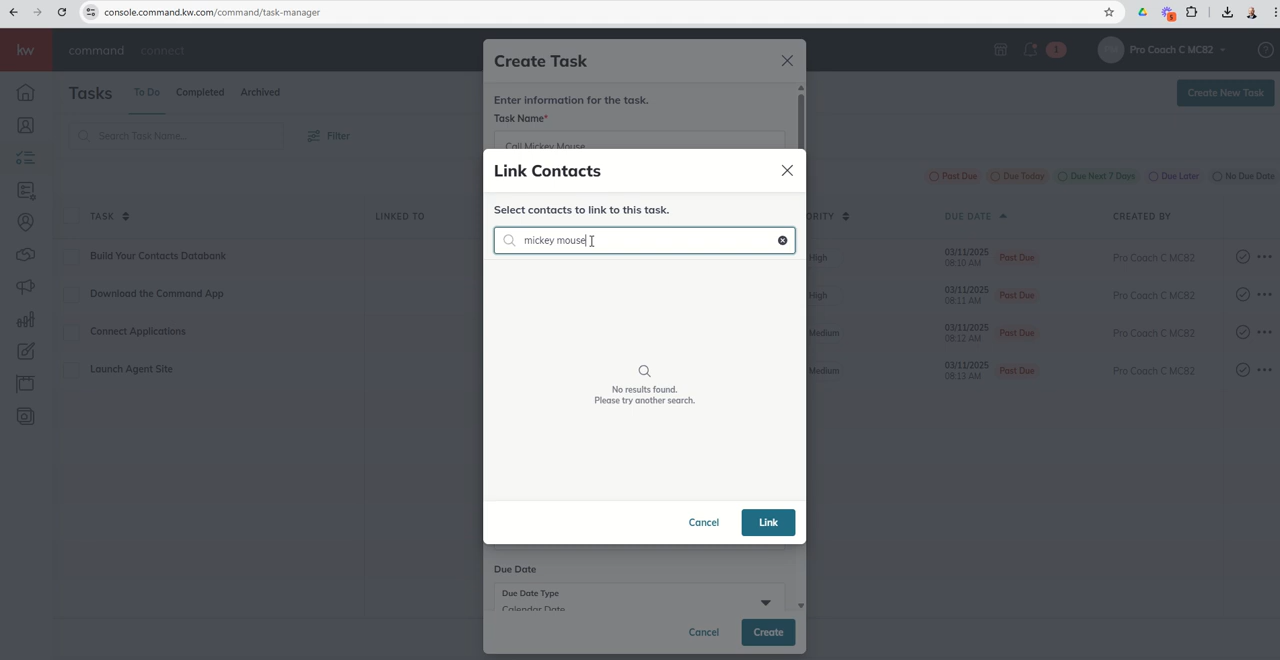 console.command.kw.com/command/task-manager
5
kw
command
connect
1
Pro Coach C MC82
Create Task
Enter information for the task.
Task Name*
Call Mickey Mouse
Tasks
To Do
Completed
Archived
Create New Task
Search Task Name...
Filter
Past Due
Due Today
Due Next 7 Days
Due Later
No Due Date
TASK
LINKED TO
ORITY
DUE DATE
CREATED BY
Build Your Contacts Databank
High
03/11/2025
08:10 AM
Past Due
Pro Coach C MC82
Download the Command App
High
03/11/2025
08:11 AM
Past Due
Pro Coach C MC82
Connect Applications
Medium
03/11/2025
08:12 AM
Past Due
Pro Coach C MC82
Launch Agent Site
Medium
03/11/2025
08:13 AM
Past Due
Pro Coach C MC82
Link Contacts
Select contacts to link to this task.
mickey mouse
No results found.
Please try another search.
Cancel
Link
Due Date
Due Date Type
Calendar Date
Cancel
Create